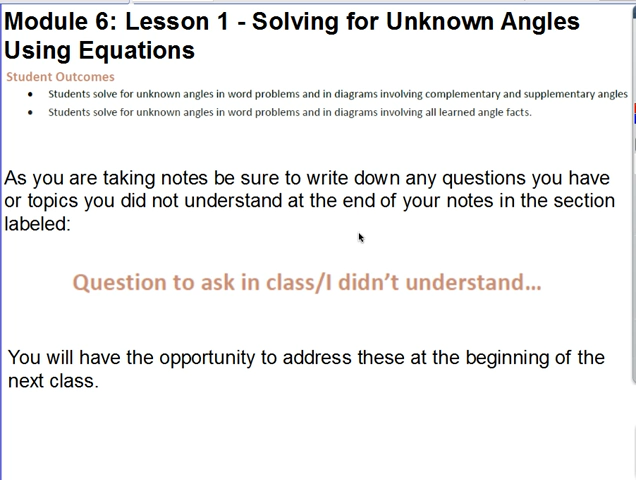 Module 6: Lesson 1 - Solving for Unknown Angles
Using Equations
Student Outcomes
• Students solve for unknown angles in word problems and in diagrams involving complementary and supplementary angles
• Students solve for unknown angles in word problems and in diagrams involving all learned angle facts.
As you are taking notes be sure to write down any questions you have
or topics you did not understand at the end of your notes in the section
labeled:
Question to ask in class/I didn't understand...
You will have the opportunity to address these at the beginning of the
next class.